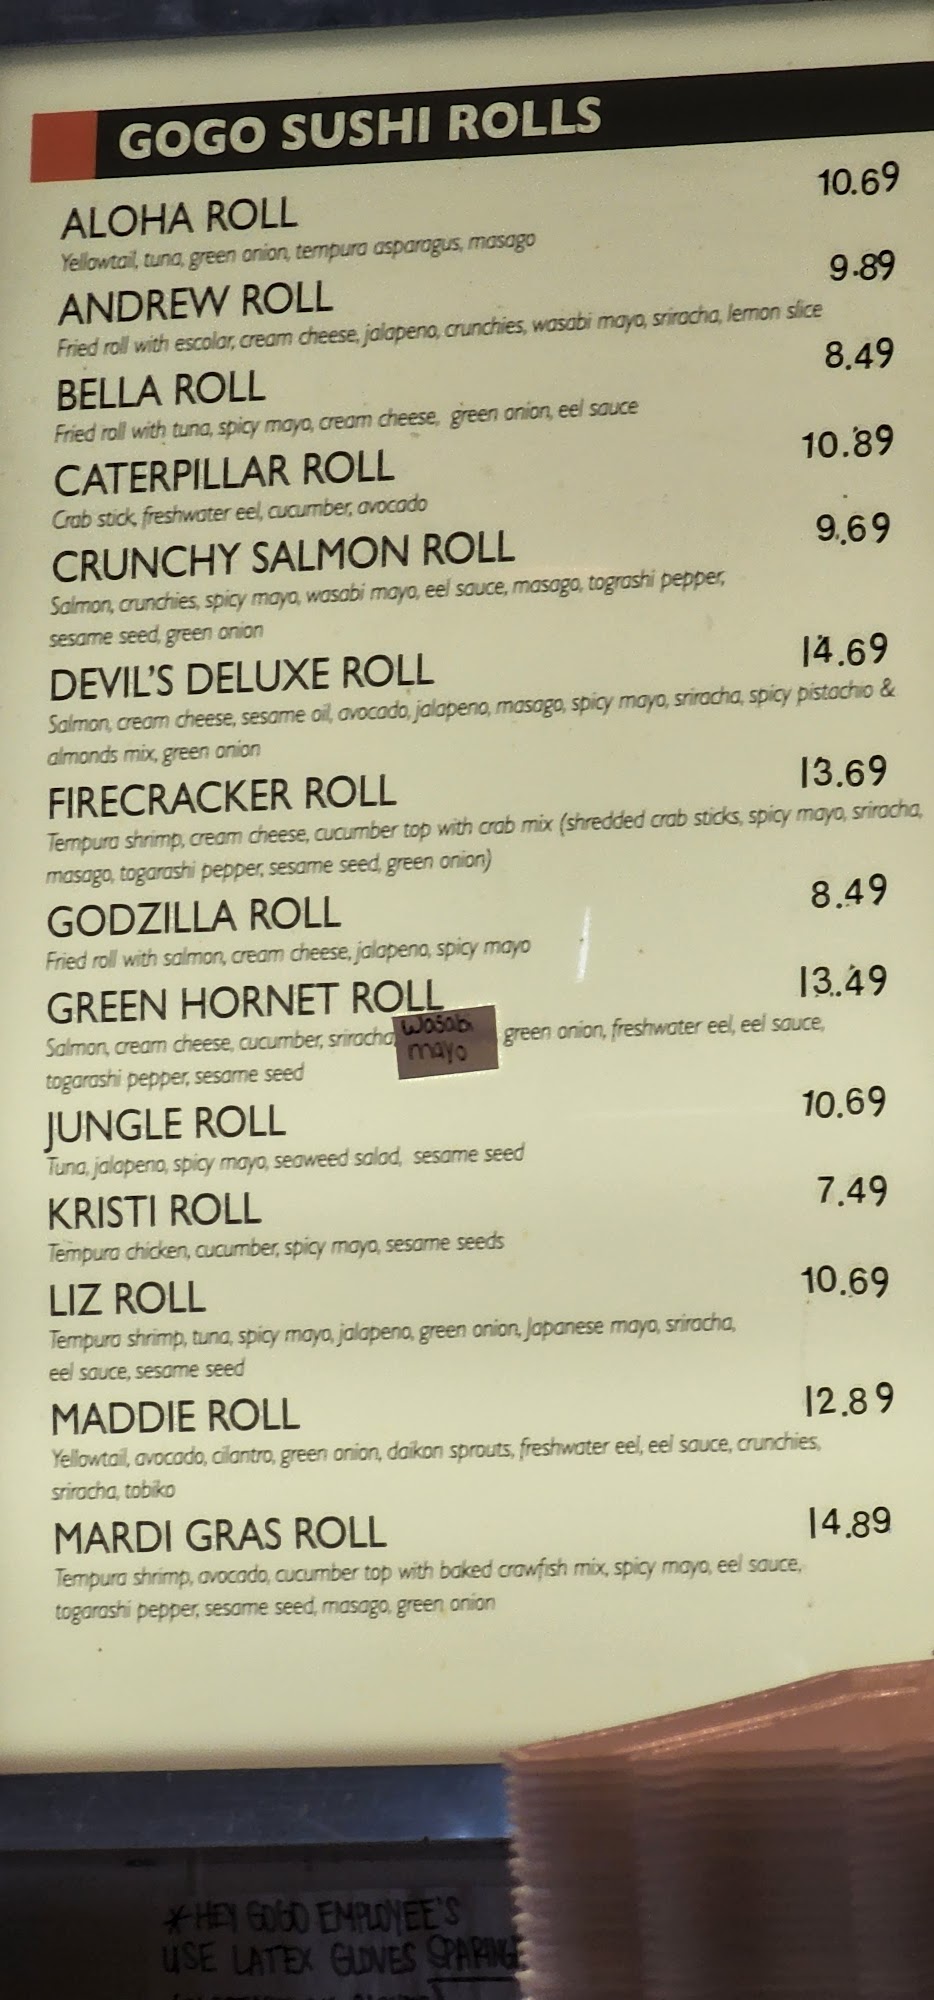 GOGO SUSHI ROLLS
ALOHA ROLL 10.69
Yellowtail, tuna, green onion, tempura asparagus, masago
ANDREW ROLL 9.89
Fried roll with escolar, cream cheese, jalapeno, crunchies, wasabi mayo, sriracha, lemon slice
BELLA ROLL 8.49
Fried roll with tuna, spicy mayo, cream cheese, green onion, eel sauce
CATERPILLAR ROLL 10.89
Crab stick, freshwater eel, cucumber, avocado
CRUNCHY SALMON ROLL 9.69
Salmon, crunchies, spicy mayo, wasabi mayo, eel sauce, masago, tograshi pepper,
sesame seed, green onion
DEVIL'S DELUXE ROLL 14.69
Salmon, cream cheese, sesame oil, avocado, jalapeno, masago, spicy mayo, sriracha, spicy pistachio &
almonds mix, green onion
FIRECRACKER ROLL 13.69
Tempura shrimp, cream cheese, cucumber top with crab mix (shredded crab sticks, spicy mayo, sriracha,
masago, togarashi pepper, sesame seed, green onion)
GODZILLA ROLL 8.49
Fried roll with salmon, cream cheese, jalapeno, spicy mayo
GREEN HORNET ROLL 13.49
Salmon, cream cheese, cucumber, sriracha, wasabi mayo, green onion, freshwater eel, eel sauce,
togarashi pepper, sesame seed
JUNGLE ROLL 10.69
Tuna, jalapeno, spicy mayo, seaweed salad, sesame seed
KRISTI ROLL 7.49
Tempura chicken, cucumber, spicy mayo, sesame seeds
LIZ ROLL 10.69
Tempura shrimp, tuna, spicy mayo, jalapeno, green onion, Japanese mayo, sriracha,
eel sauce, sesame seed
MADDIE ROLL 12.89
Yellowtail, avocado, cilantro, green onion, daikon sprouts, freshwater eel, eel sauce, crunchies,
sriracha, tobiko
MARDI GRAS ROLL 14.89
Tempura shrimp, avocado, cucumber top with baked crawfish mix, spicy mayo, eel sauce,
togarashi pepper, sesame seed, masago, green onion
*HEY GOGO EMPLOYEE'S
USE LATEX GLOVES